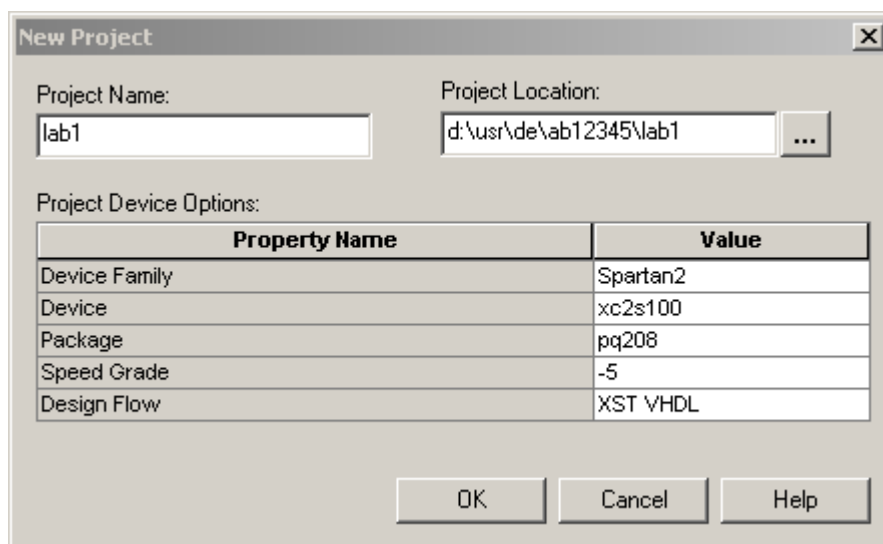 New Project
Project Name:
Project Location:
lab1
d:\usr\de\ab12345\lab1
...
Project Device Options:
Property Name Value
Device Family Spartan2
Device xc2s100
Package pq208
Speed Grade -5
Design Flow XST VHDL
OK Cancel Help